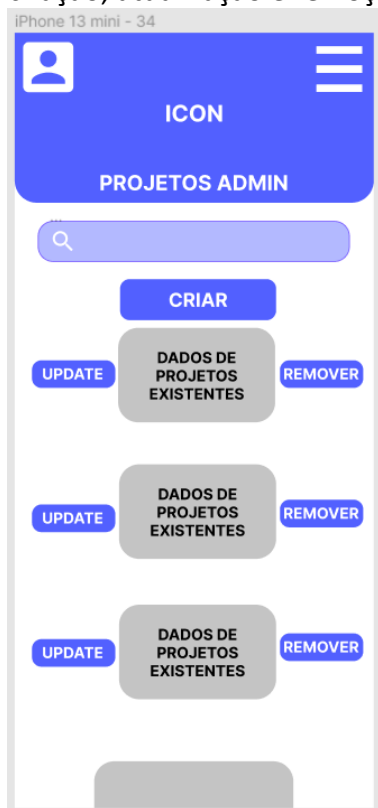 iPhone 13 mini - 34
ICON
PROJETOS ADMIN
...
CRIAR
UPDATE
DADOS DE
PROJETOS
EXISTENTES
REMOVER
UPDATE
DADOS DE
PROJETOS
EXISTENTES
REMOVER
UPDATE
DADOS DE
PROJETOS
EXISTENTES
REMOVER